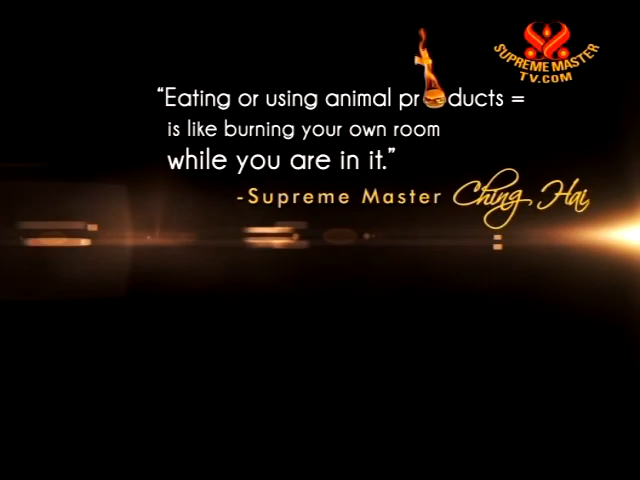 SUPREME MASTER
TV.COM
“Eating or using animal products =
is like burning your own room
while you are in it.”
-Supreme Master Ching Hai